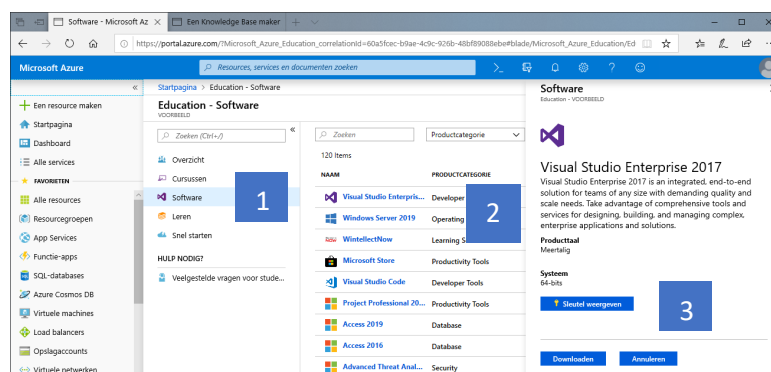 Software - Microsoft Az
Een Knowledge Base maker
https://portal.azure.com/?Microsoft_Azure_Education_correlationId=60a5fcec-b9ae-4c9c-926b-48bf89088ebe#blade/Microsoft_Azure_Education/Ed
Microsoft Azure
Resources, services en documenten zoeken
Een resource maken
Startpagina
Dashboard
Alle services
FAVORIETEN
Alle resources
Resourcegroepen
App Services
Functie-apps
SQL-databases
Azure Cosmos DB
Virtuele machines
Load balancers
Opslagaccounts
Virtuele netwerken
Startpagina > Education - Software
Education - Software
VOORBEELD
Zoeken (Ctrl+/)
Overzicht
Cursussen
Software
Leren
Snel starten
HULP NODIG?
Veelgestelde vragen voor stude...
1
Zoeken
Productcategorie
120 Items
NAAM
PRODUCTCATEGORIE
Visual Studio Enterpris... Developer
Windows Server 2019 Operating
WintellectNow Learning
Microsoft Store Productivity Tools
Visual Studio Code Developer Tools
Project Professional 20... Productivity Tools
Access 2019 Database
Access 2016 Database
Advanced Threat Anal... Security
2
Software
Education - VOORBEELD
Visual Studio Enterprise 2017
Visual Studio Enterprise 2017 is an integrated, end-to-end
solution for teams of any size with demanding quality and
scale needs. Take advantage of comprehensive tools and
services for designing, building, and managing complex,
enterprise applications and solutions.
Producttaal
Meertalig
Systeem
64-bits
Sleutel weergeven
3
Downloaden
Annuleren